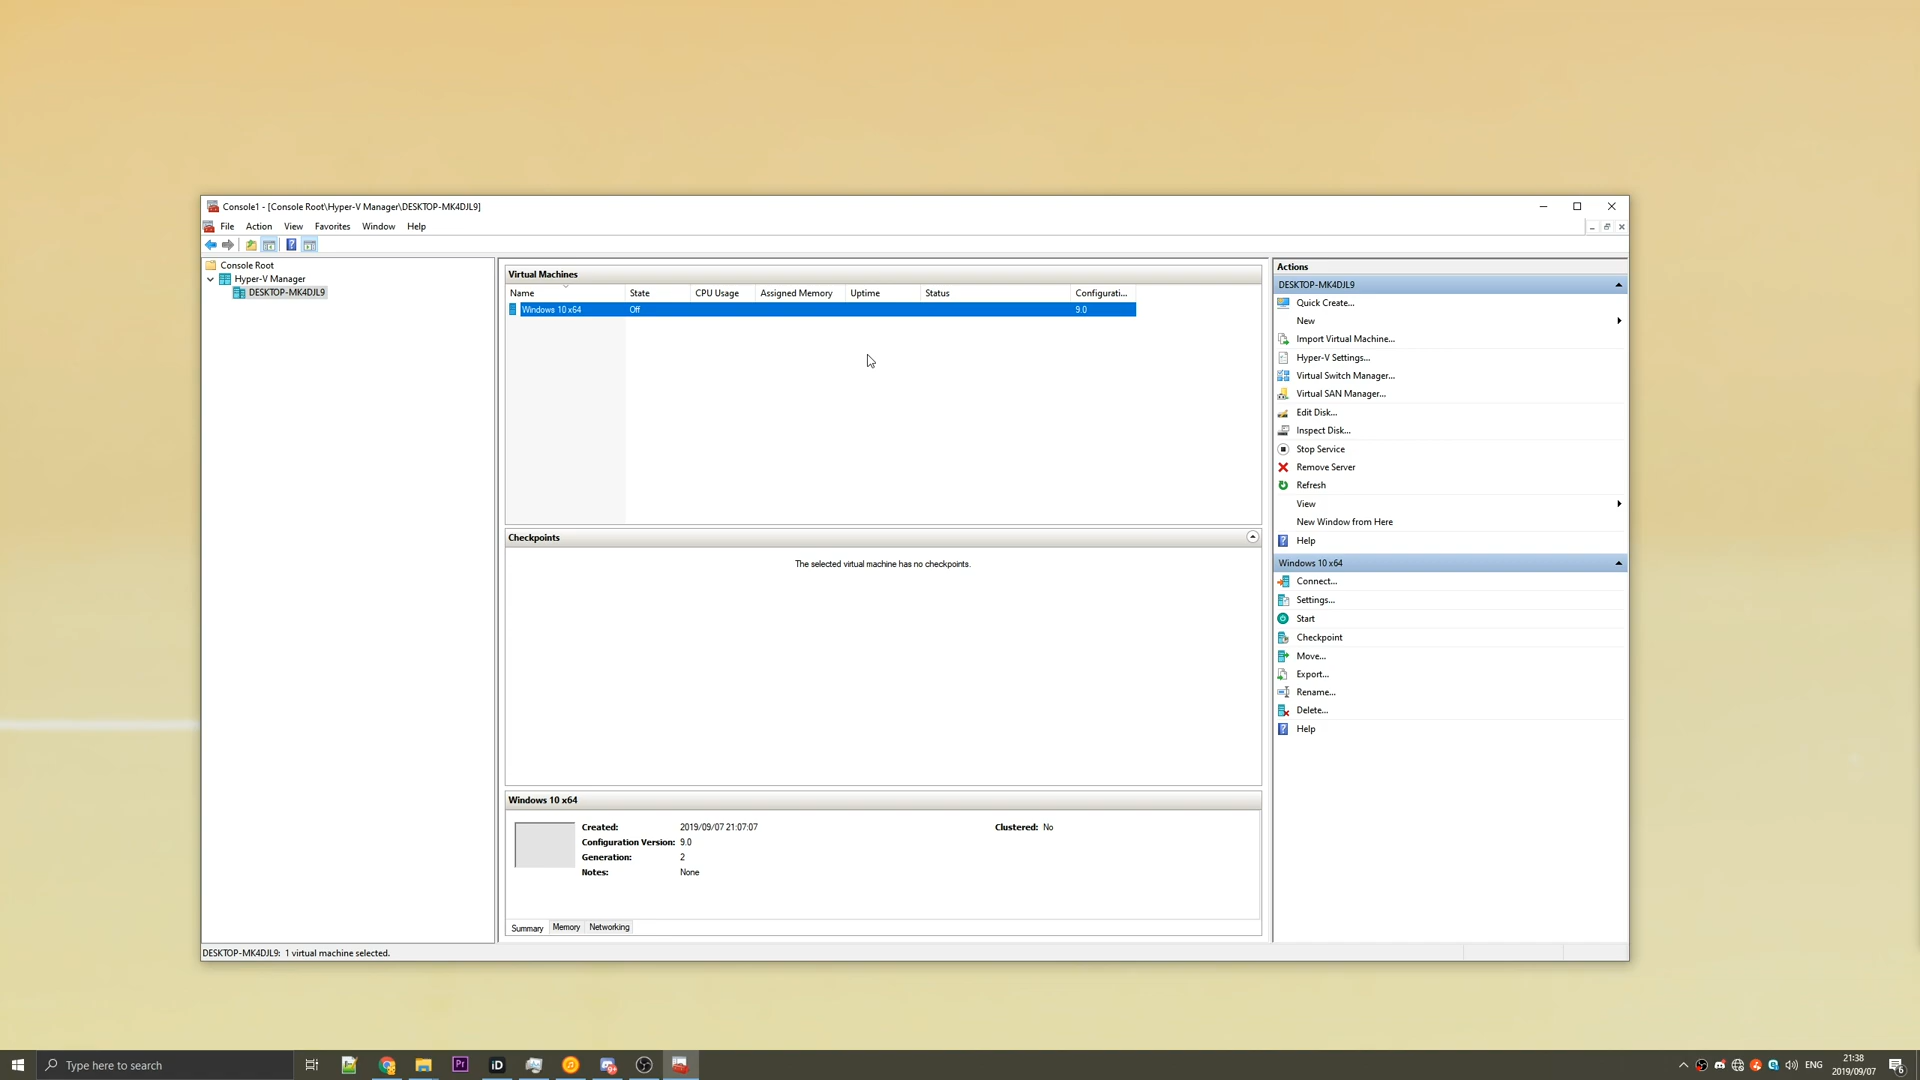 Console1 - [Console Root\Hyper-V Manager\DESKTOP-MK4DJL9]
File Action View Favorites Window Help
Console Root
Hyper-V Manager
DESKTOP-MK4DJL9
Virtual Machines
Name State CPU Usage Assigned Memory Uptime Status Configurati...
Windows 10 x64 Off 9.0
Checkpoints
The selected virtual machine has no checkpoints.
Windows 10 x64
Created: 2019/09/07 21:07:07 Clustered: No
Configuration Version: 9.0
Generation: 2
Notes: None
Summary Memory Networking
Actions
DESKTOP-MK4DJL9
Quick Create...
New
Import Virtual Machine...
Hyper-V Settings...
Virtual Switch Manager...
Virtual SAN Manager...
Edit Disk...
Inspect Disk...
Stop Service
Remove Server
Refresh
View
New Window from Here
Help
Windows 10 x64
Connect...
Settings...
Start
Checkpoint
Move...
Export...
Rename...
Delete...
Help
DESKTOP-MK4DJL9: 1 virtual machine selected.
Type here to search
Pr
iD
ENG
21:38
2019/09/07